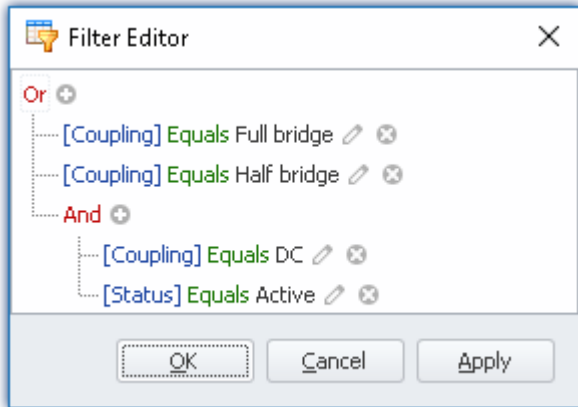 Filter Editor
Or
[Coupling] Equals Full bridge
[Coupling] Equals Half bridge
And
[Coupling] Equals DC
[Status] Equals Active
OK Cancel Apply